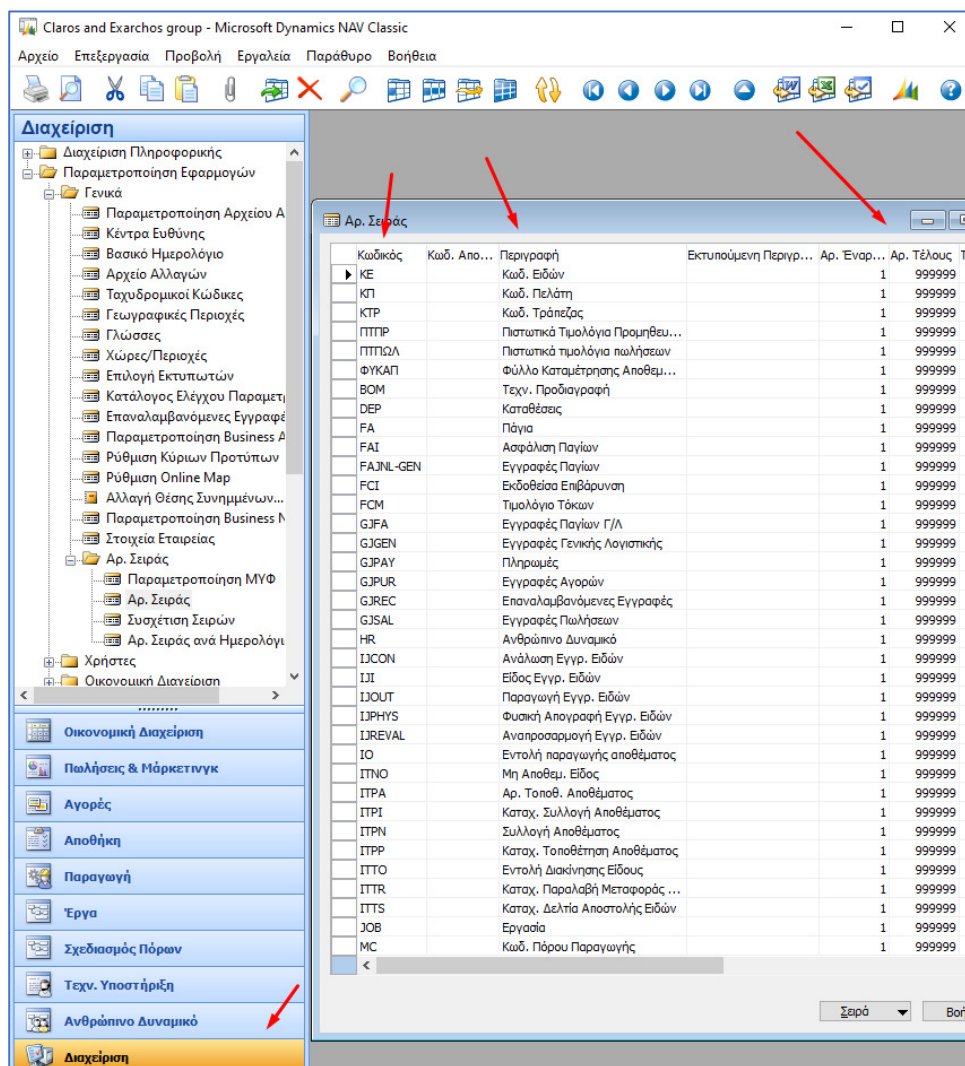 Claros and Exarchos group - Microsoft Dynamics NAV Classic
Αρχείο Επεξεργασία Προβολή Εργαλεία Παράθυρο Βοήθεια
Διαχείριση
Διαχείριση Πληροφορικής
Παραμετροποίηση Εφαρμογών
Γενικά
Παραμετροποίηση Αρχείου Α
Κέντρα Ευθύνης
Βασικό Ημερολόγιο
Αρχείο Αλλαγών
Ταχυδρομικοί Κώδικες
Γεωγραφικές Περιοχές
Γλώσσες
Χώρες/Περιοχές
Επιλογή Εκτυπωτών
Κατάλογος Ελέγχου Παραμετρ
Επαναλαμβανόμενες Εγγραφέ
Παραμετροποίηση Business A
Ρύθμιση Κύριων Προτύπων
Ρύθμιση Online Map
Αλλαγή Θέσης Συνημμένων...
Παραμετροποίηση Business N
Στοιχεία Εταιρείας
Αρ. Σειράς
Παραμετροποίηση ΜΥΦ
Αρ. Σειράς
Συσχέτιση Σειρών
Αρ. Σειράς ανά Ημερολόγι
Χρήστες
Οικονομική Διαχείριση
Οικονομική Διαχείριση
Πωλήσεις & Μάρκετινγκ
Αγορές
Αποθήκη
Παραγωγή
Έργα
Σχεδιασμός Πόρων
Τεχν. Υποστήριξη
Ανθρώπινο Δυναμικό
Διαχείριση
Αρ. Σειράς
Κωδικός Κωδ. Απο... Περιγραφή Εκτυπούμενη Περιγρ... Αρ. Έναρ... Αρ. Τέλους
ΚΕ Κωδ. Ειδών 1 999999
ΚΠ Κωδ. Πελάτη 1 999999
ΚΤΡ Κωδ. Τράπεζας 1 999999
ΠΤΠΡ Πιστωτικά Τιμολόγια Προμηθευ... 1 999999
ΠΤΠΩΛ Πιστωτικά τιμολόγια πωλήσεων 1 999999
ΦΥΚΑΠ Φύλλο Καταμέτρησης Αποθεμ... 1 999999
BOM Τεχν. Προδιαγραφή 1 999999
DEP Καταθέσεις 1 999999
FA Πάγια 1 999999
FAI Ασφάλιση Παγίων 1 999999
FAJNL-GEN Εγγραφές Παγίων 1 999999
FCI Εκδοθείσα Επιβάρυνση 1 999999
FCM Τιμολόγιο Τόκων 1 999999
GJFA Εγγραφές Παγίων Γ/Λ 1 999999
GJGEN Εγγραφές Γενικής Λογιστικής 1 999999
GJPAY Πληρωμές 1 999999
GJPUR Εγγραφές Αγορών 1 999999
GJREC Επαναλαμβανόμενες Εγγραφές 1 999999
GJSAL Εγγραφές Πωλήσεων 1 999999
HR Ανθρώπινο Δυναμικό 1 999999
IJCON Ανάλωση Εγγρ. Ειδών 1 999999
IJI Είδος Εγγρ. Ειδών 1 999999
IJOUT Παραγωγή Εγγρ. Ειδών 1 999999
IJPHYS Φυσική Απογραφή Εγγρ. Ειδών 1 999999
IJREVAL Αναπροσαρμογή Εγγρ. Ειδών 1 999999
IO Εντολή παραγωγής αποθέματος 1 999999
ITNO Μη Αποθεμ. Είδος 1 999999
ITPA Αρ. Τοποθ. Αποθέματος 1 999999
ITPI Καταχ. Συλλογή Αποθέματος 1 999999
ITPN Συλλογή Αποθέματος 1 999999
ITPP Καταχ. Τοποθέτηση Αποθέματος 1 999999
ITTO Εντολή Διακίνησης Είδους 1 999999
ITTR Καταχ. Παραλαβή Μεταφοράς ... 1 999999
ITTS Καταχ. Δελτία Αποστολής Ειδών 1 999999
JOB Εργασία 1 999999
MC Κωδ. Πόρου Παραγωγής 1 999999
Σειρά Βοή